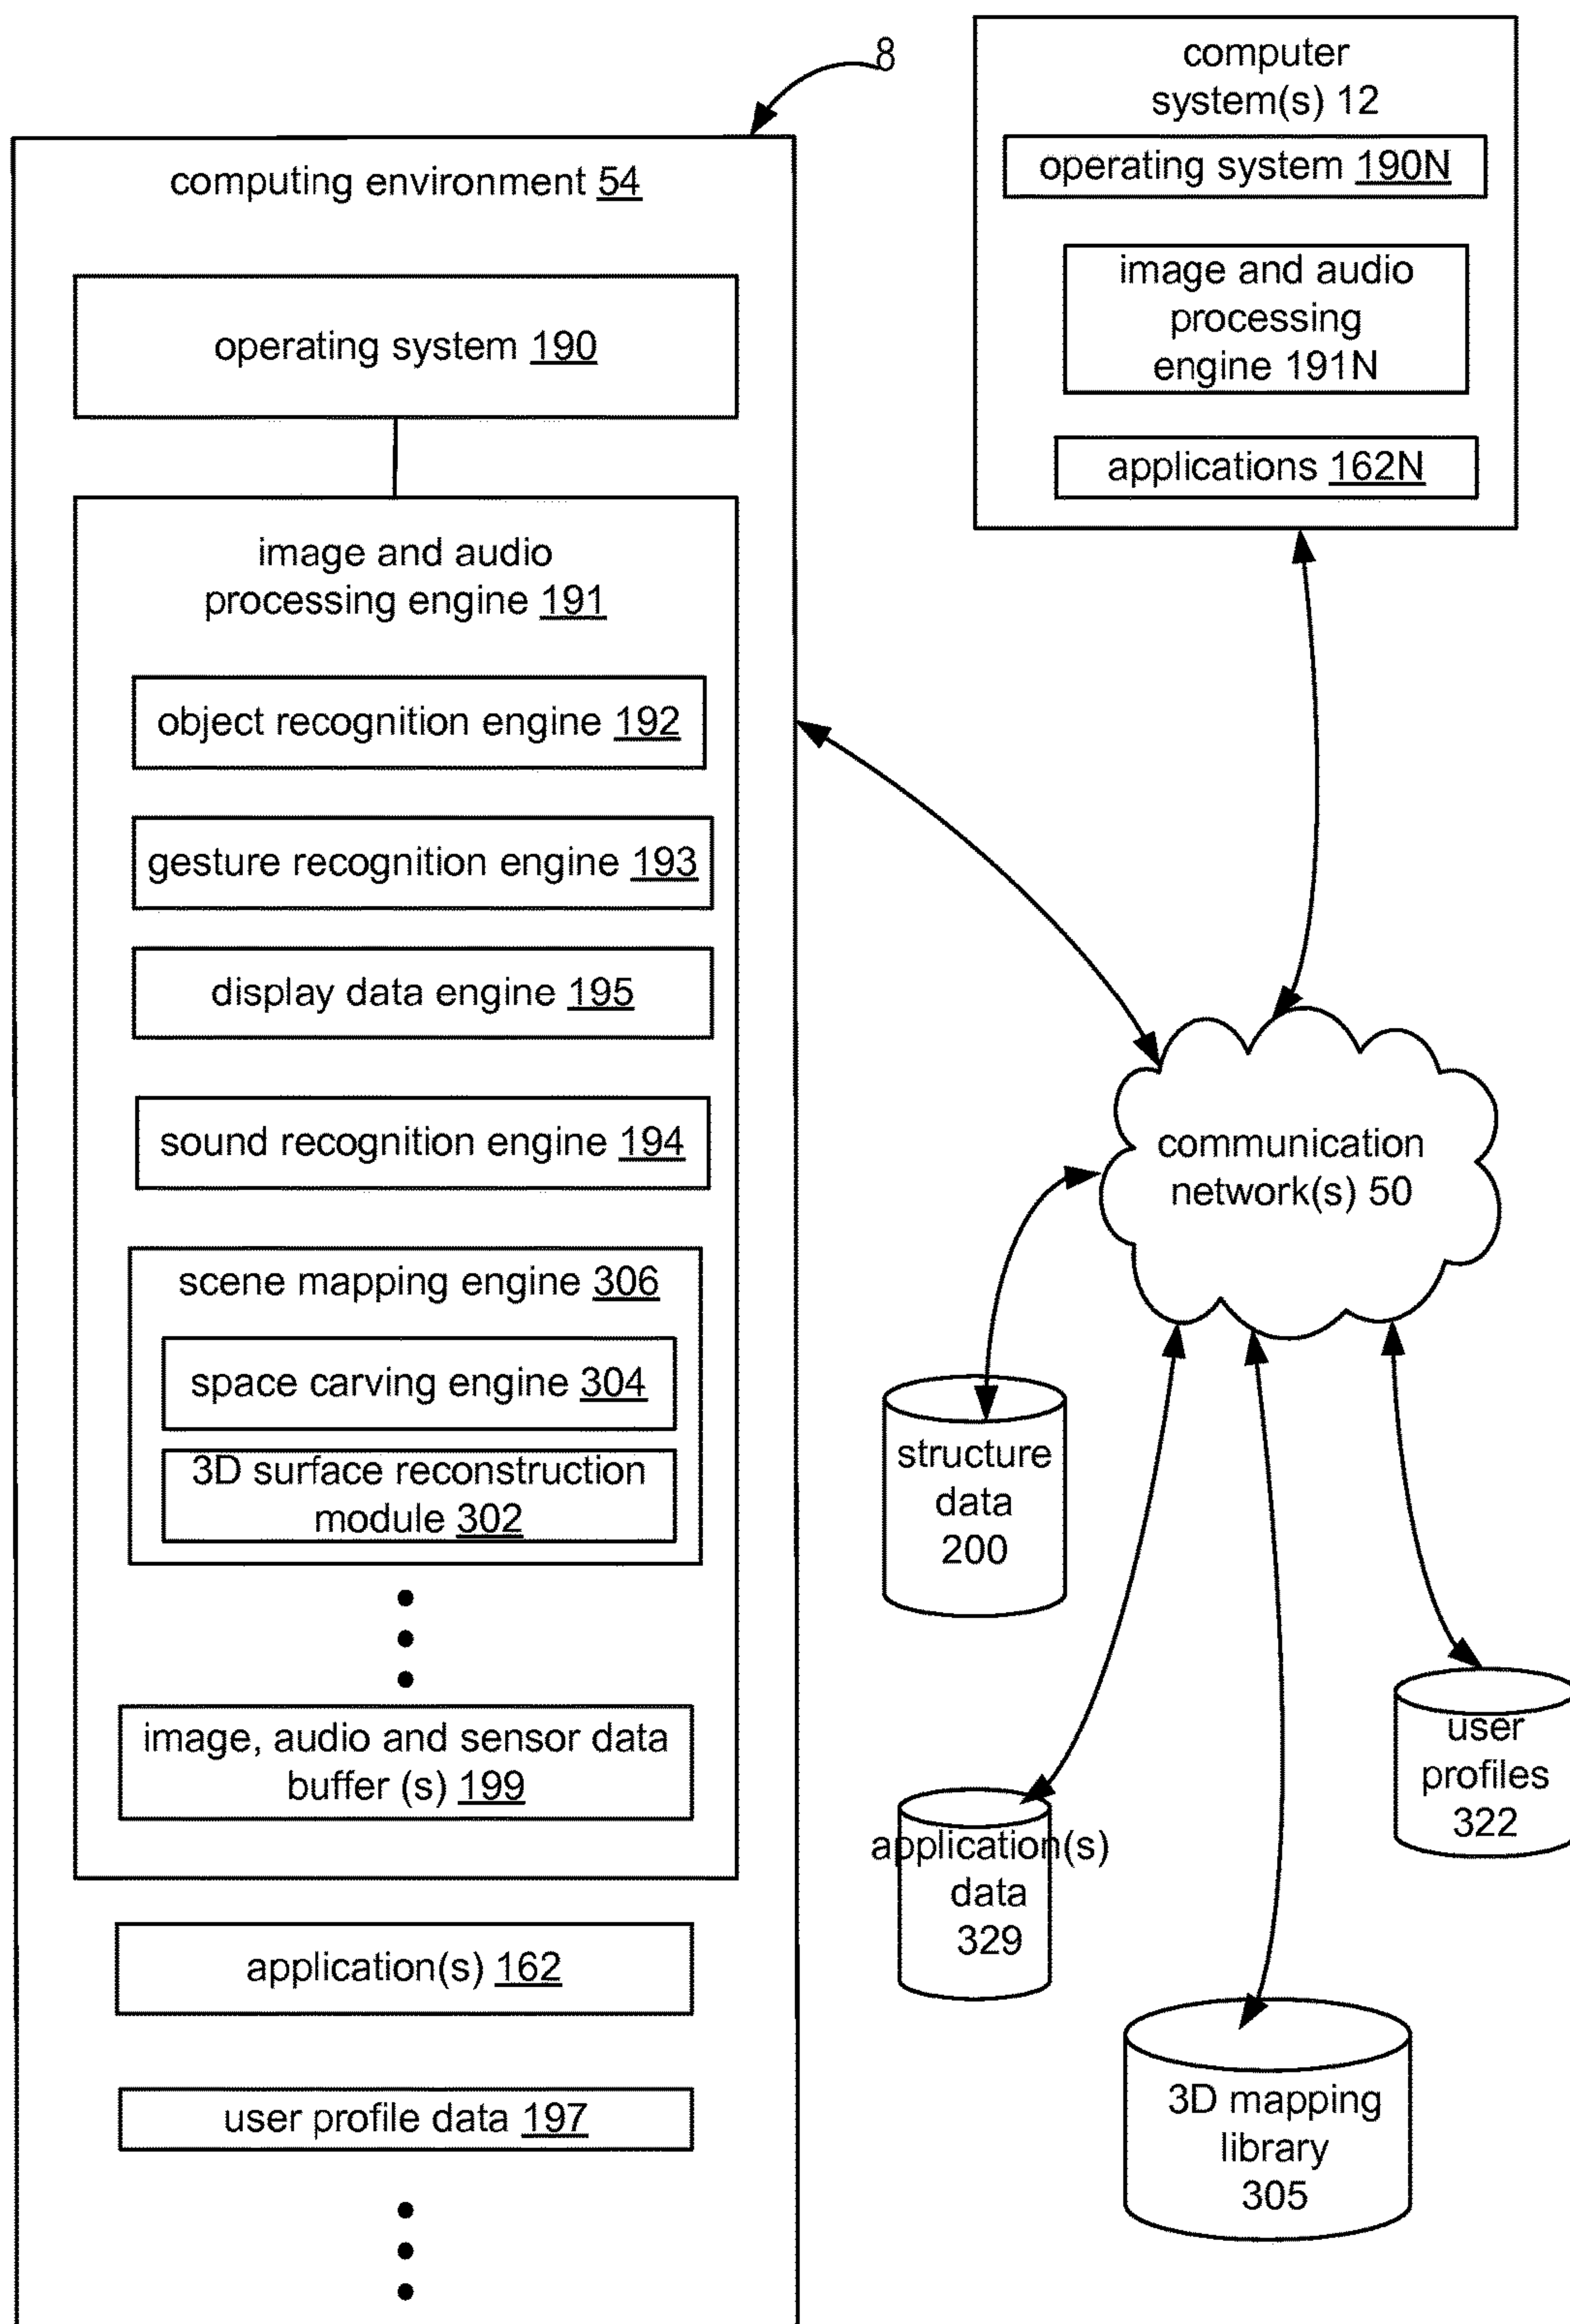 8
computing environment 54
operating system 190
image and audio
processing engine 191
object recognition engine 192
gesture recognition engine 193
display data engine 195
sound recognition engine 194
scene mapping engine 306
space carving engine 304
3D surface reconstruction
module 302
image, audio and sensor data
buffer (s) 199
application(s) 162
user profile data 197
computer
system(s) 12
operating system 190N
image and audio
processing
engine 191N
applications 162N
communication
network(s) 50
structure
data
200
application(s)
data
329
user
profiles
322
3D mapping
library
305